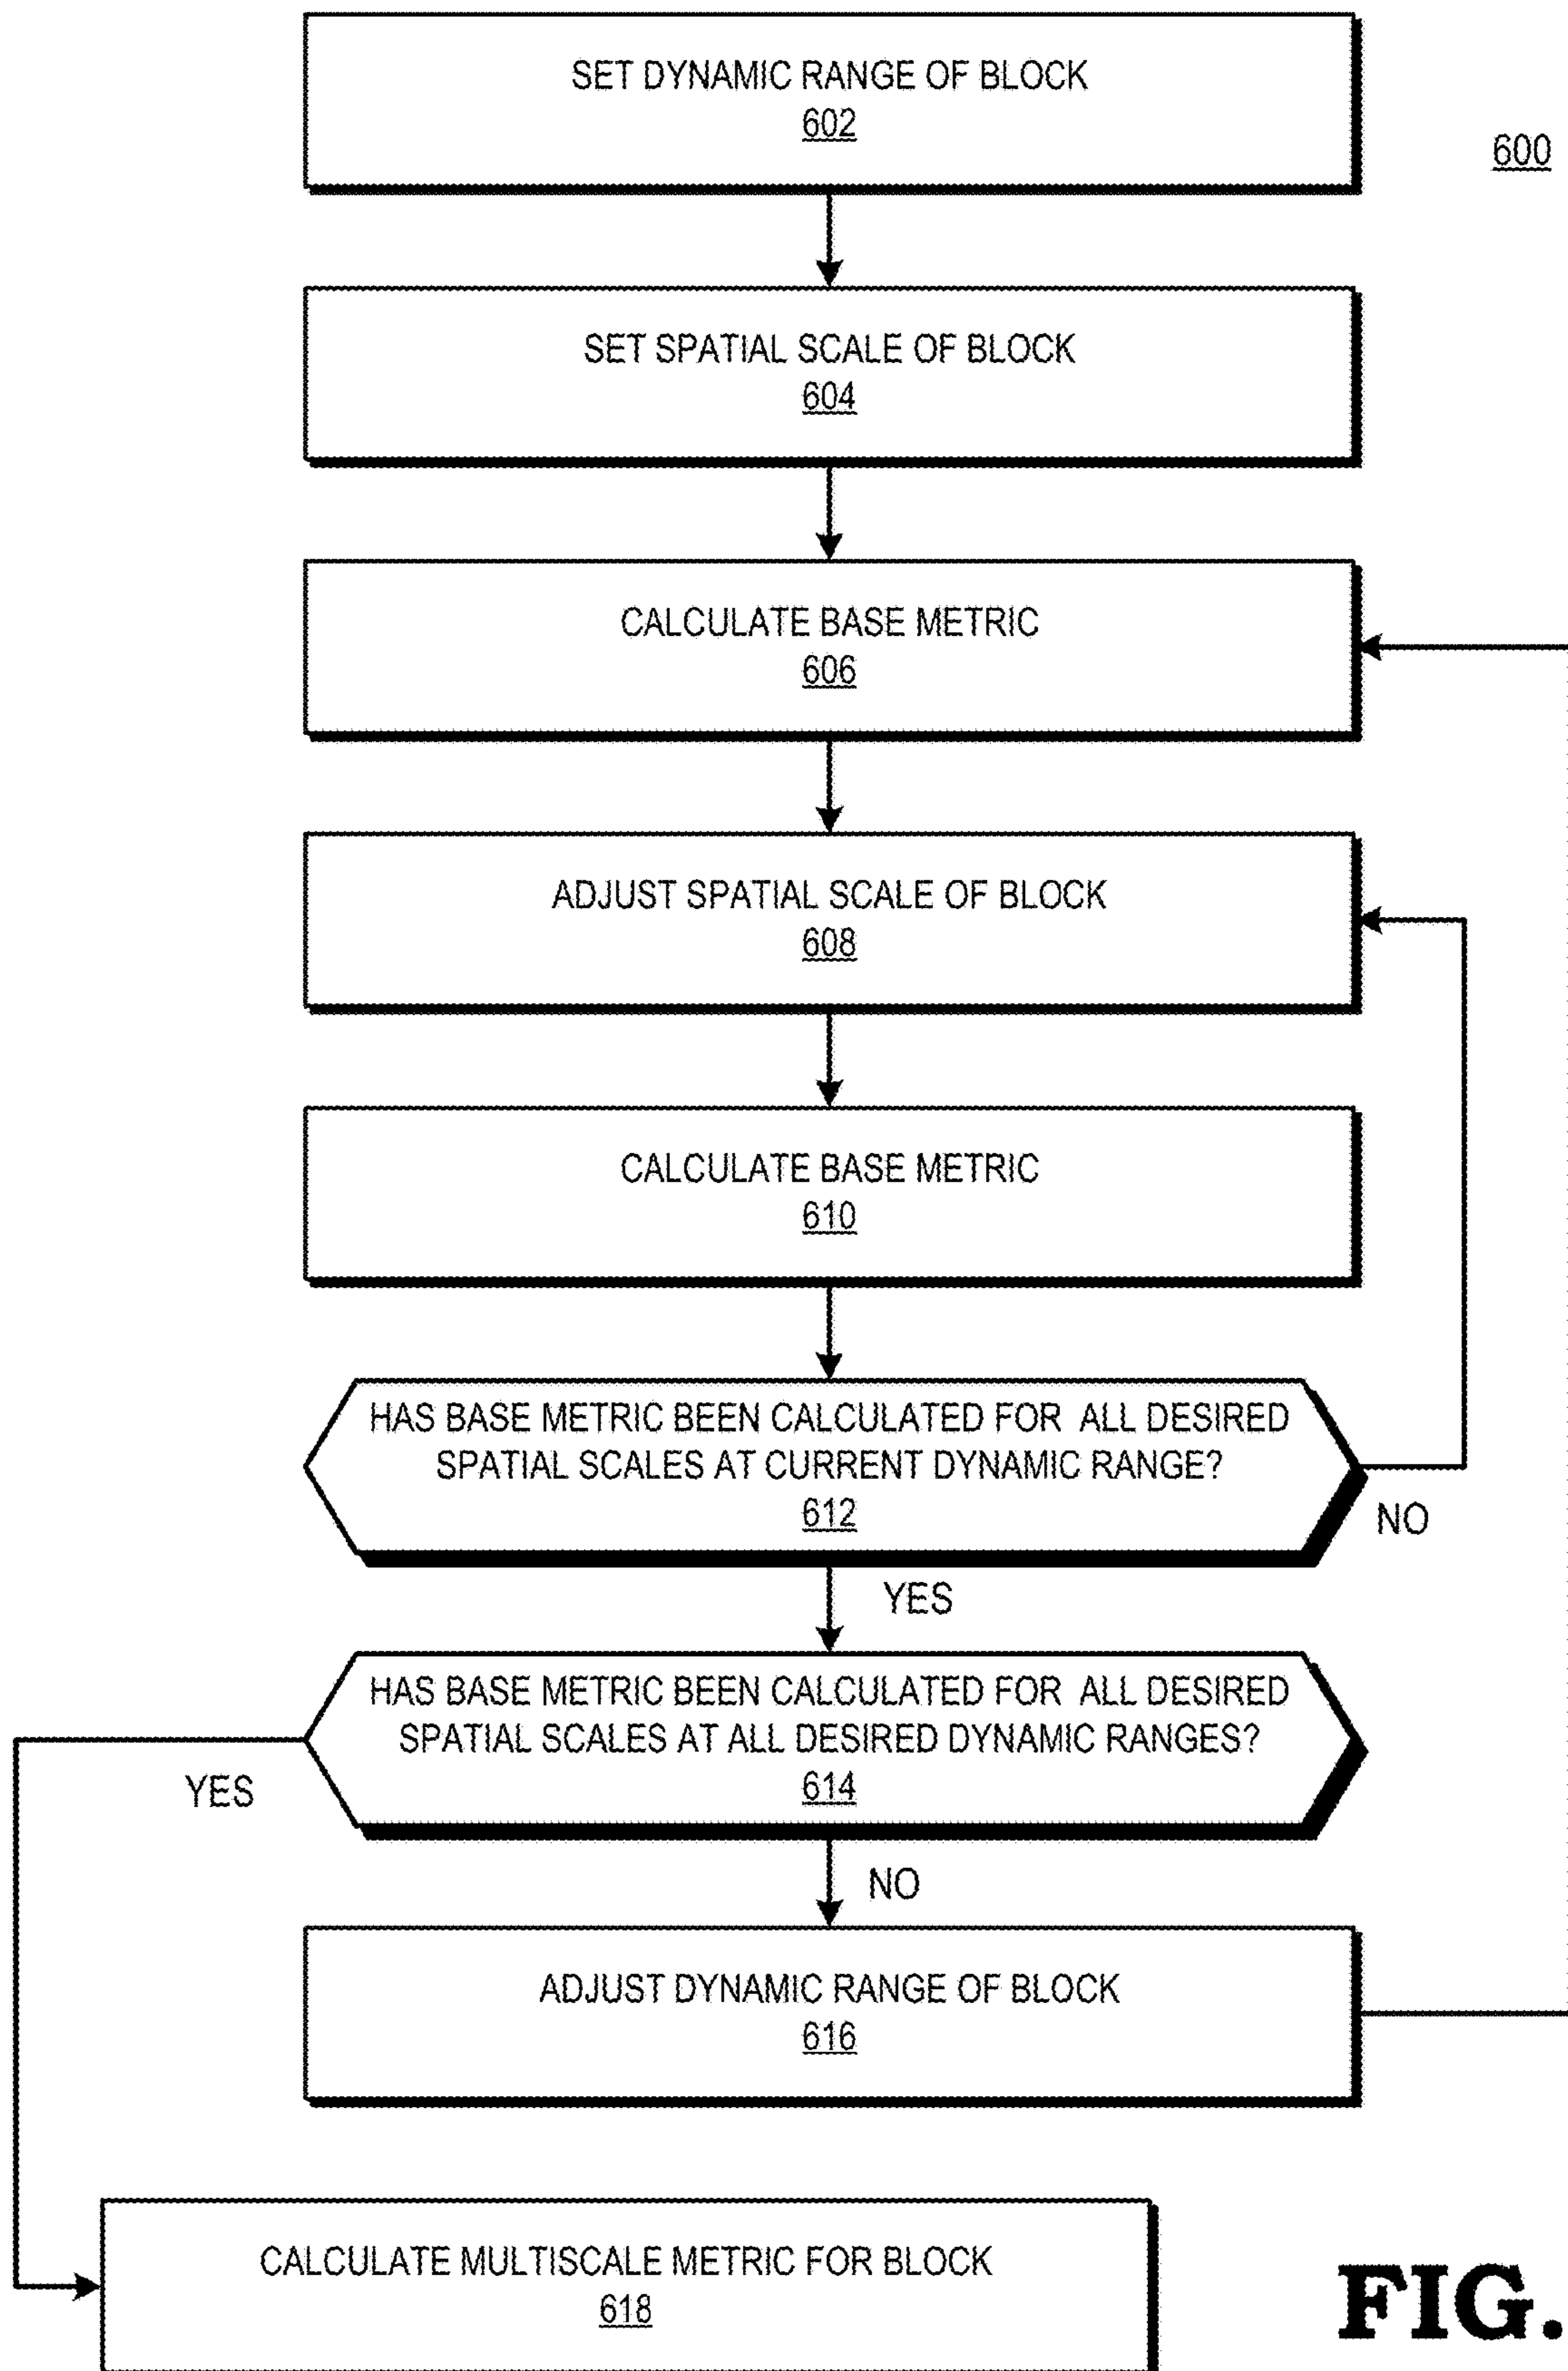 SET DYNAMIC RANGE OF BLOCK
602
600
SET SPATIAL SCALE OF BLOCK
604
CALCULATE BASE METRIC
606
ADJUST SPATIAL SCALE OF BLOCK
608
CALCULATE BASE METRIC
610
HAS BASE METRIC BEEN CALCULATED FOR ALL DESIRED
SPATIAL SCALES AT CURRENT DYNAMIC RANGE?
612
NO
YES
HAS BASE METRIC BEEN CALCULATED FOR ALL DESIRED
SPATIAL SCALES AT ALL DESIRED DYNAMIC RANGES?
614
YES
NO
ADJUST DYNAMIC RANGE OF BLOCK
616
CALCULATE MULTISCALE METRIC FOR BLOCK
618
FIG.